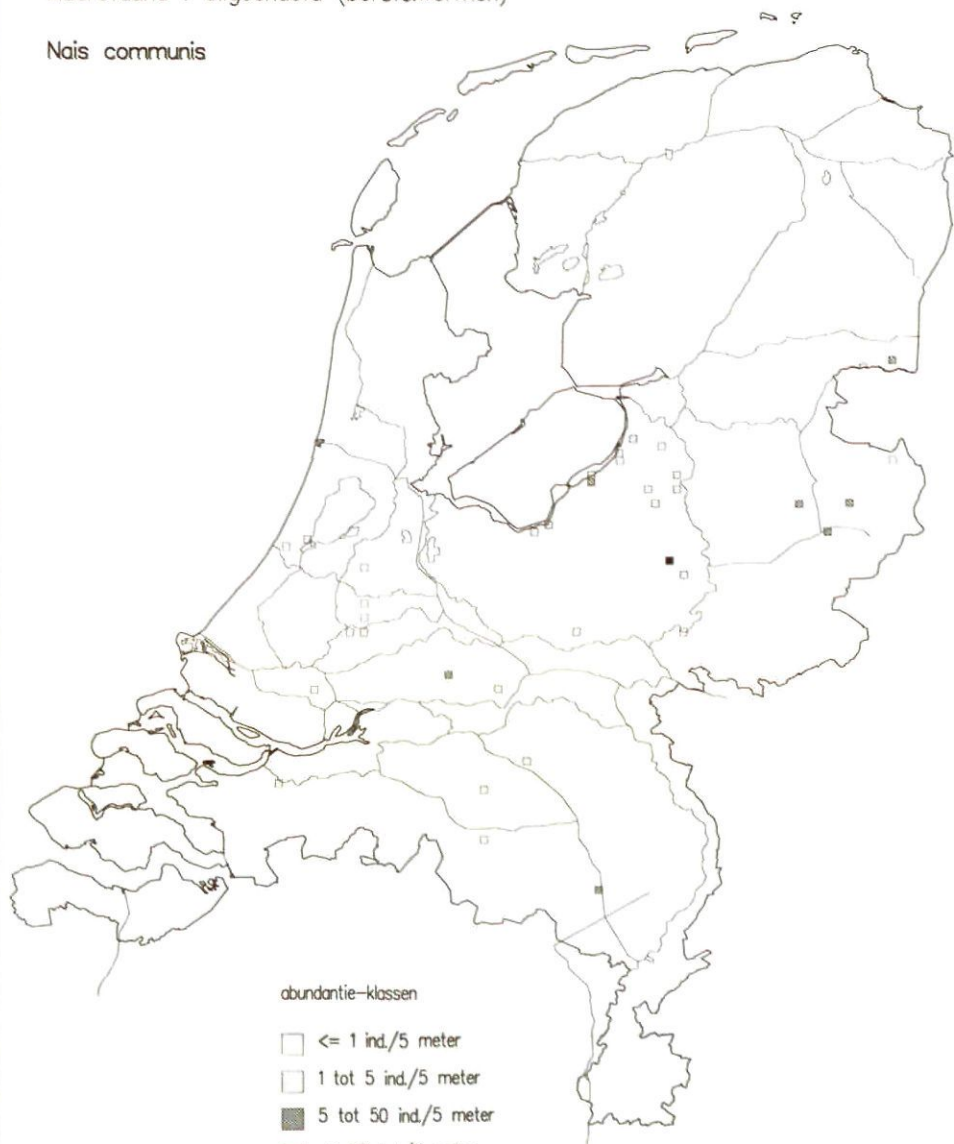 Nais communis
abundantie-klassen
<= 1 ind./5 meter
1 tot 5 ind./5 meter
5 tot 50 ind./5 meter